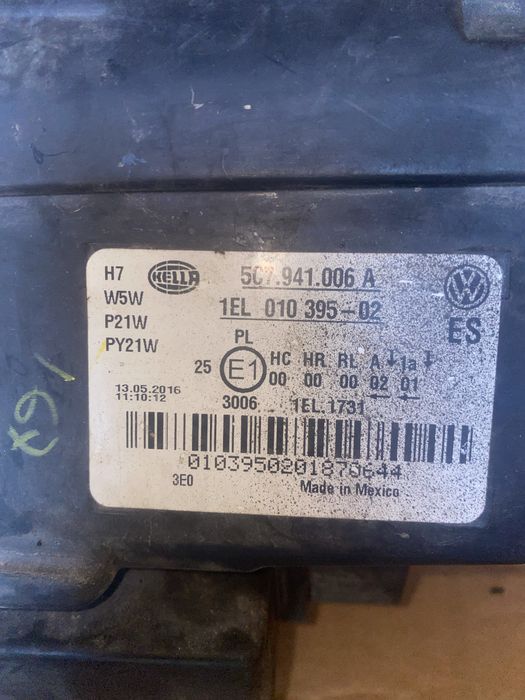 H7
W5W
P21W
PY21W
HELLA
5C7.941.006 A
1EL 010 395-02
ES
PL
25 E1 HC HR RL A 1a
00 00 00 02 01
3006 1EL.1731
13.05.2016
11:10:12
0103950201870644
3E0
Made in Mexico